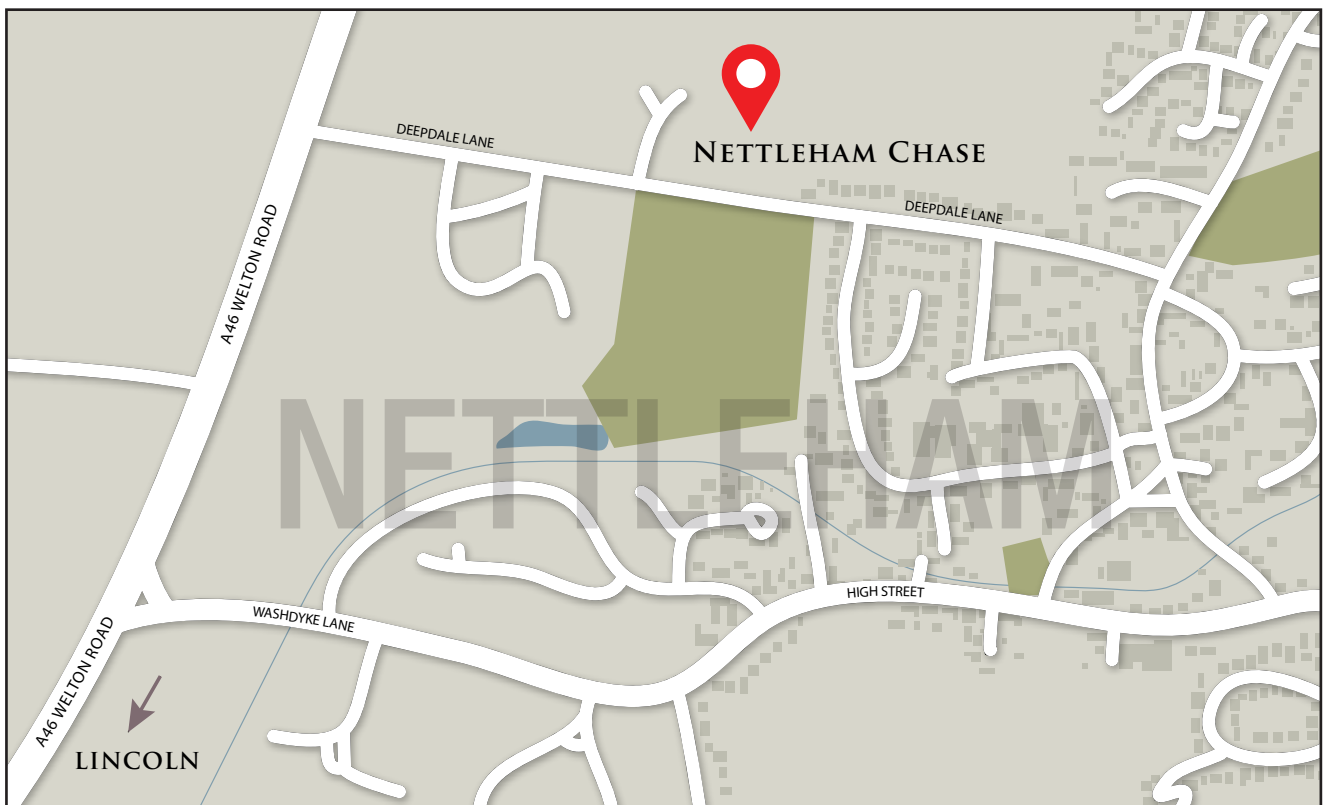 DEEPDALE LANE
NETTLEHAM CHASE
DEEPDALE LANE
A46 WELTON ROAD
NETTLEHAM
HIGH STREET
WASHDYKE LANE
A46 WELTON ROAD
LINCOLN